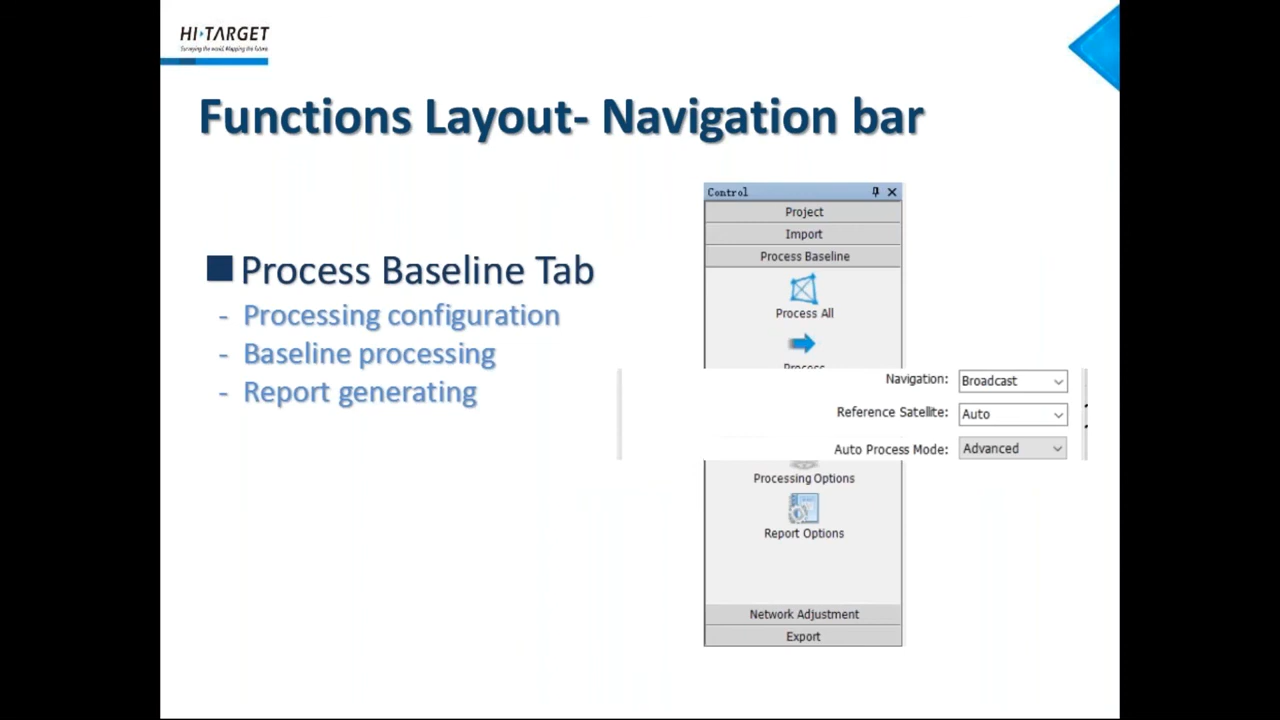 HI·TARGET
Surveying the world, Mapping the future
Functions Layout- Navigation bar
Process Baseline Tab
- Processing configuration
- Baseline processing
- Report generating
Control
Project
Import
Process Baseline
Process All
Process
Navigation: Broadcast
Reference Satellite: Auto
Auto Process Mode: Advanced
Processing Options
Report Options
Network Adjustment
Export